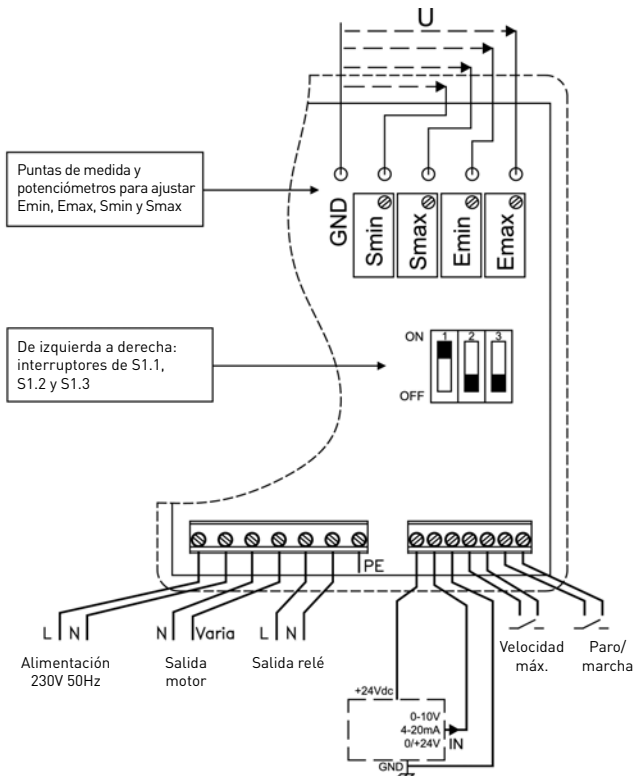 U
Puntas de medida y
potenciómetros para ajustar
Emin, Emax, Smin y Smax
GND
Smin
Smax
Emin
Emax
De izquierda a derecha:
interruptores de S1.1,
S1.2 y S1.3
ON
1 2 3
OFF
PE
L N
N Varia
L N
Alimentación
230V 50Hz
Salida
motor
Salida relé
Velocidad
máx.
Paro/
marcha
+24Vdc
0-10V
4-20mA
0/+24V IN
GND